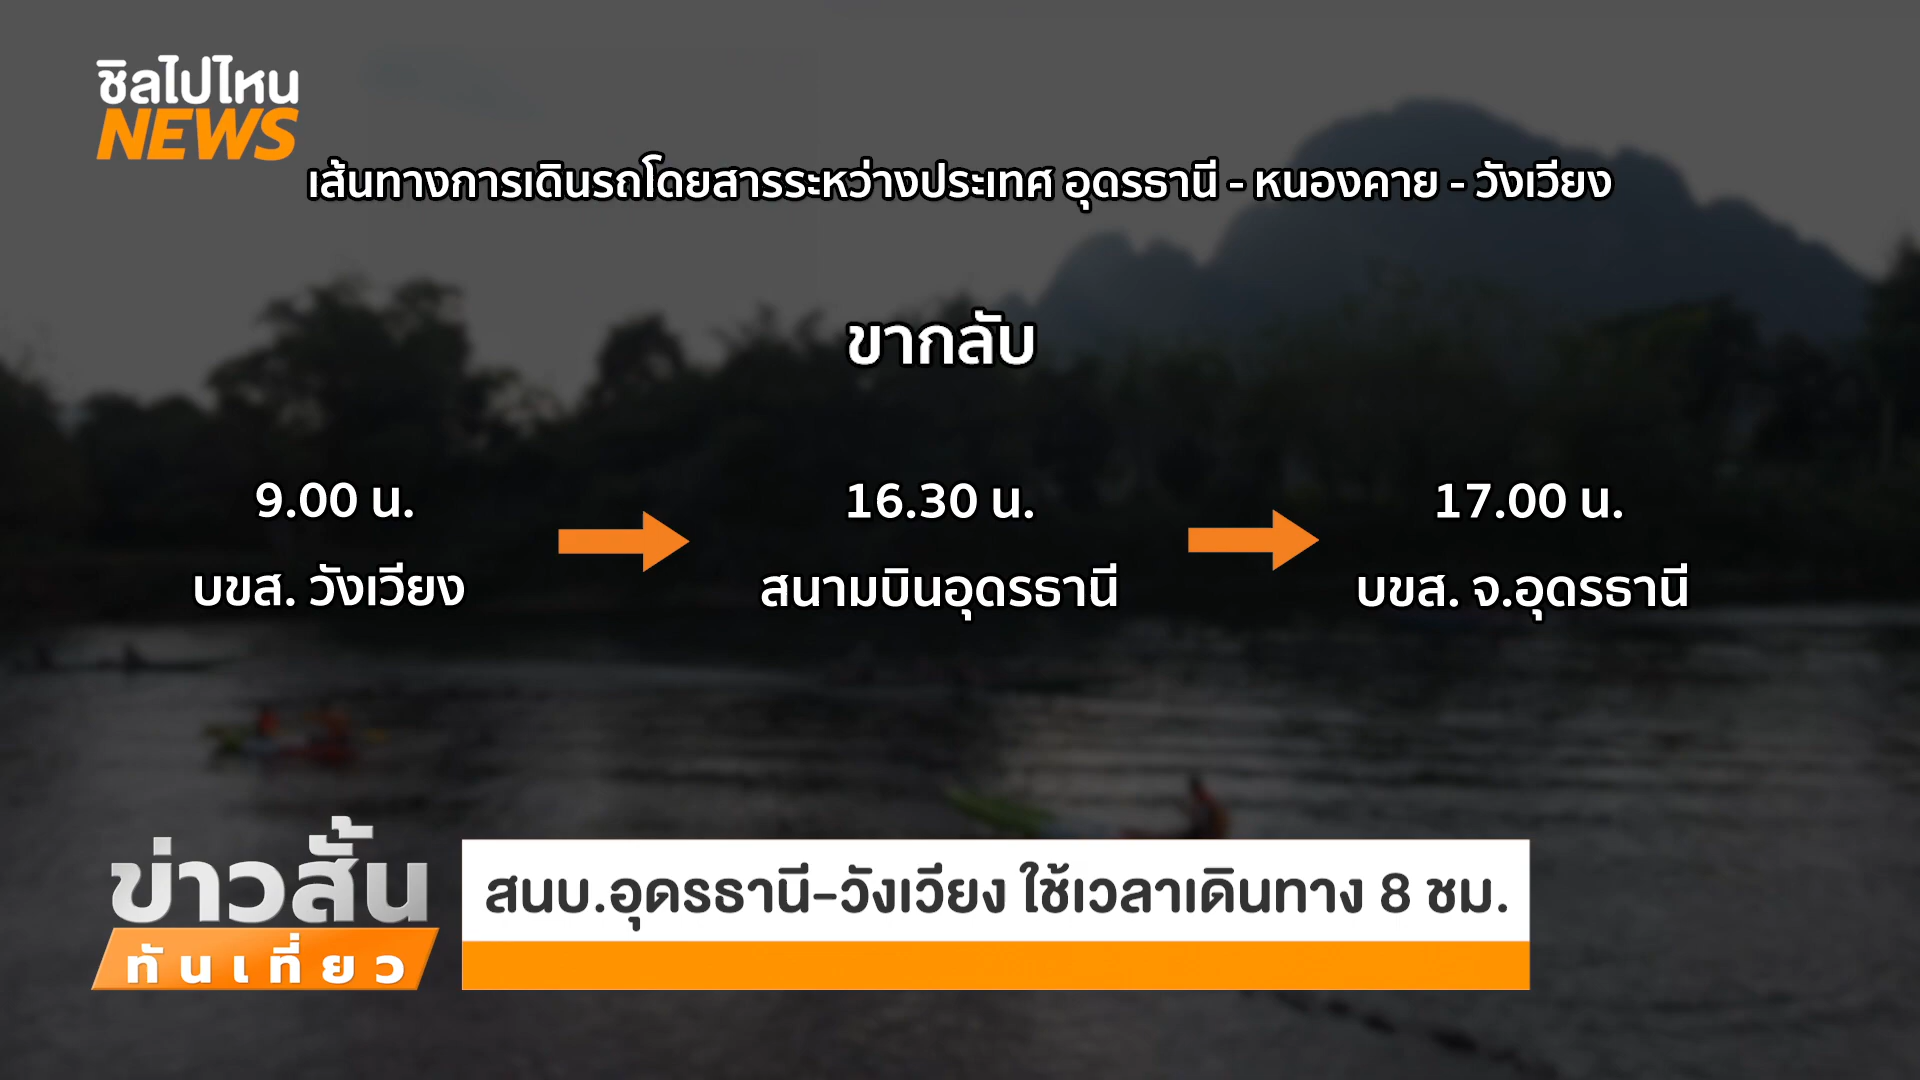 ชิลไปไหน
NEWS
เส้นทางการเดินรถโดยสารระหว่างประเทศ อุดรธานี - หนองคาย - วังเวียง
ขากลับ
9.00 น.
บขส. วังเวียง
16.30 น.
สนามบินอุดรธานี
17.00 น.
บขส. จ.อุดรธานี
ข่าวสั้น
ทันเที่ยว
สนบ.อุดรธานี-วังเวียง ใช้เวลาเดินทาง 8 ชม.